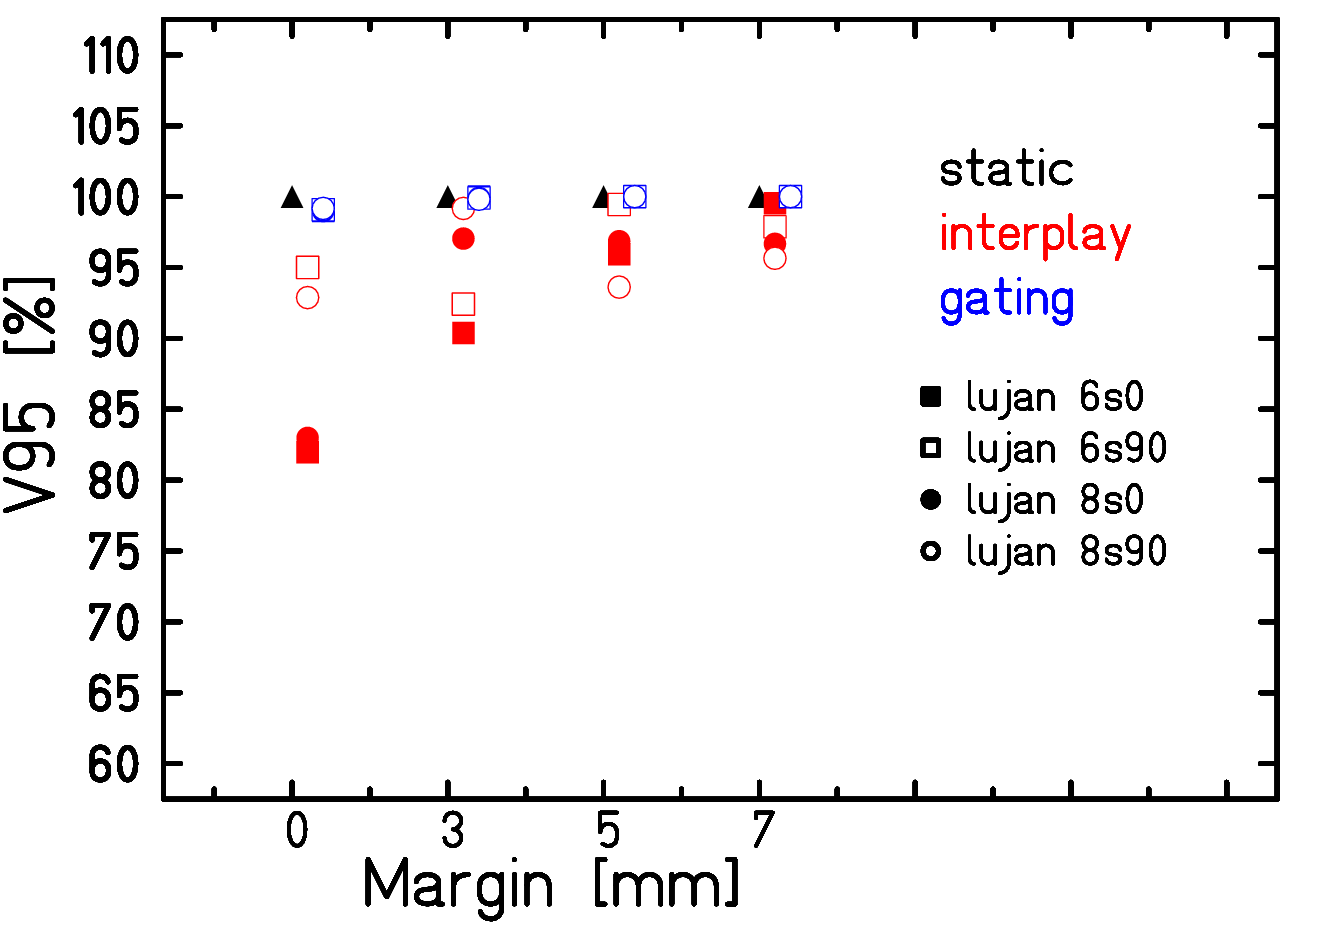 110
105
100
95
90
85
80
75
70
65
60
V95 [%]
static
interplay
gating
lujan 6s0
lujan 6s90
lujan 8s0
lujan 8s90
0 3 5 7
Margin [mm]